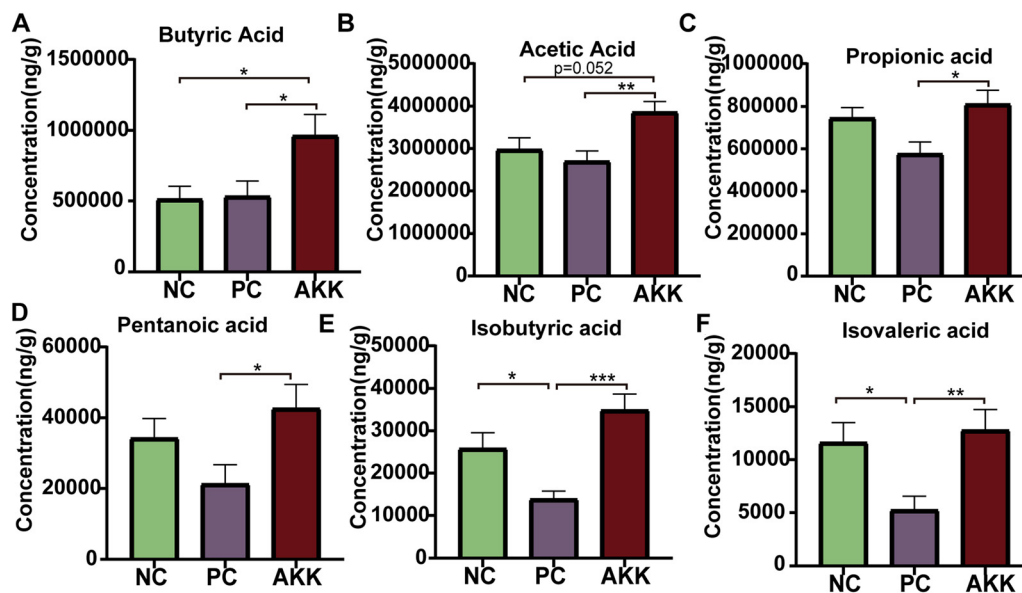 A
Butyric Acid
Concentration(ng/g)
1500000
1000000
500000
0
*
*
NC PC AKK
B
Acetic Acid
p=0.052
**
Concentration(ng/g)
5000000
4000000
3000000
2000000
1000000
0
NC PC AKK
C
Propionic acid
*
Concentration(ng/g)
1000000
800000
600000
400000
200000
0
NC PC AKK
D
Pentanoic acid
*
Concentration(ng/g)
60000
40000
20000
0
NC PC AKK
E
Isobutyric acid
* ***
Concentration(ng/g)
50000
40000
30000
20000
10000
0
NC PC AKK
F
Isovaleric acid
* **
Concentration(ng/g)
20000
15000
10000
5000
0
NC PC AKK